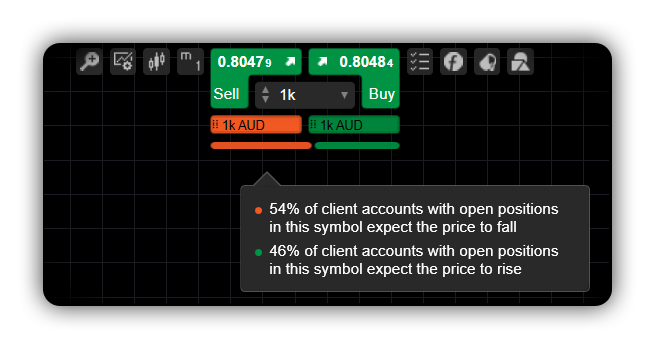 m1
0.80479
0.80484
Sell
1k
Buy
1k AUD
1k AUD
54% of client accounts with open positions
in this symbol expect the price to fall
46% of client accounts with open positions
in this symbol expect the price to rise